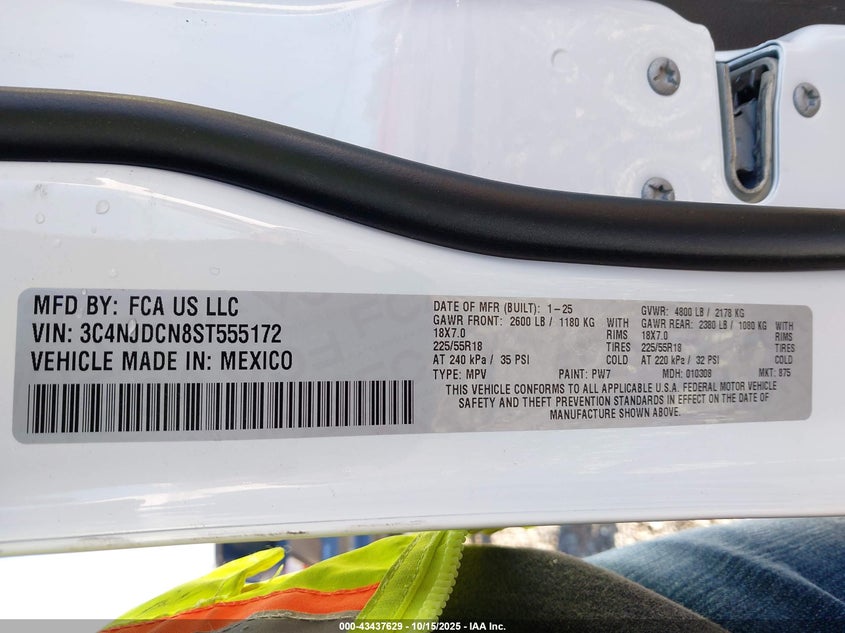 MFD BY: FCA US LLC
VIN: 3C4NJDCN8ST555172
VEHICLE MADE IN: MEXICO
DATE OF MFR (BUILT): 1-25 GVWR: 4800 LB / 2178 KG
GAWR FRONT: 2600 LB / 1180 KG WITH GAWR REAR: 2380 LB / 1080 KG WITH
18X7.0 RIMS 18X7.0 RIMS
225/55R18 TIRES 225/55R18 TIRES
AT 240 kPa / 35 PSI COLD AT 220 kPa / 32 PSI COLD
TYPE: MPV PAINT: PW7 MDH: 010308 MKT: 875
THIS VEHICLE CONFORMS TO ALL APPLICABLE U.S.A. FEDERAL MOTOR VEHICLE
SAFETY AND THEFT PREVENTION STANDARDS IN EFFECT ON THE DATE OF
MANUFACTURE SHOWN ABOVE.
000-43437629 - 10/15/2025 - IAA Inc.